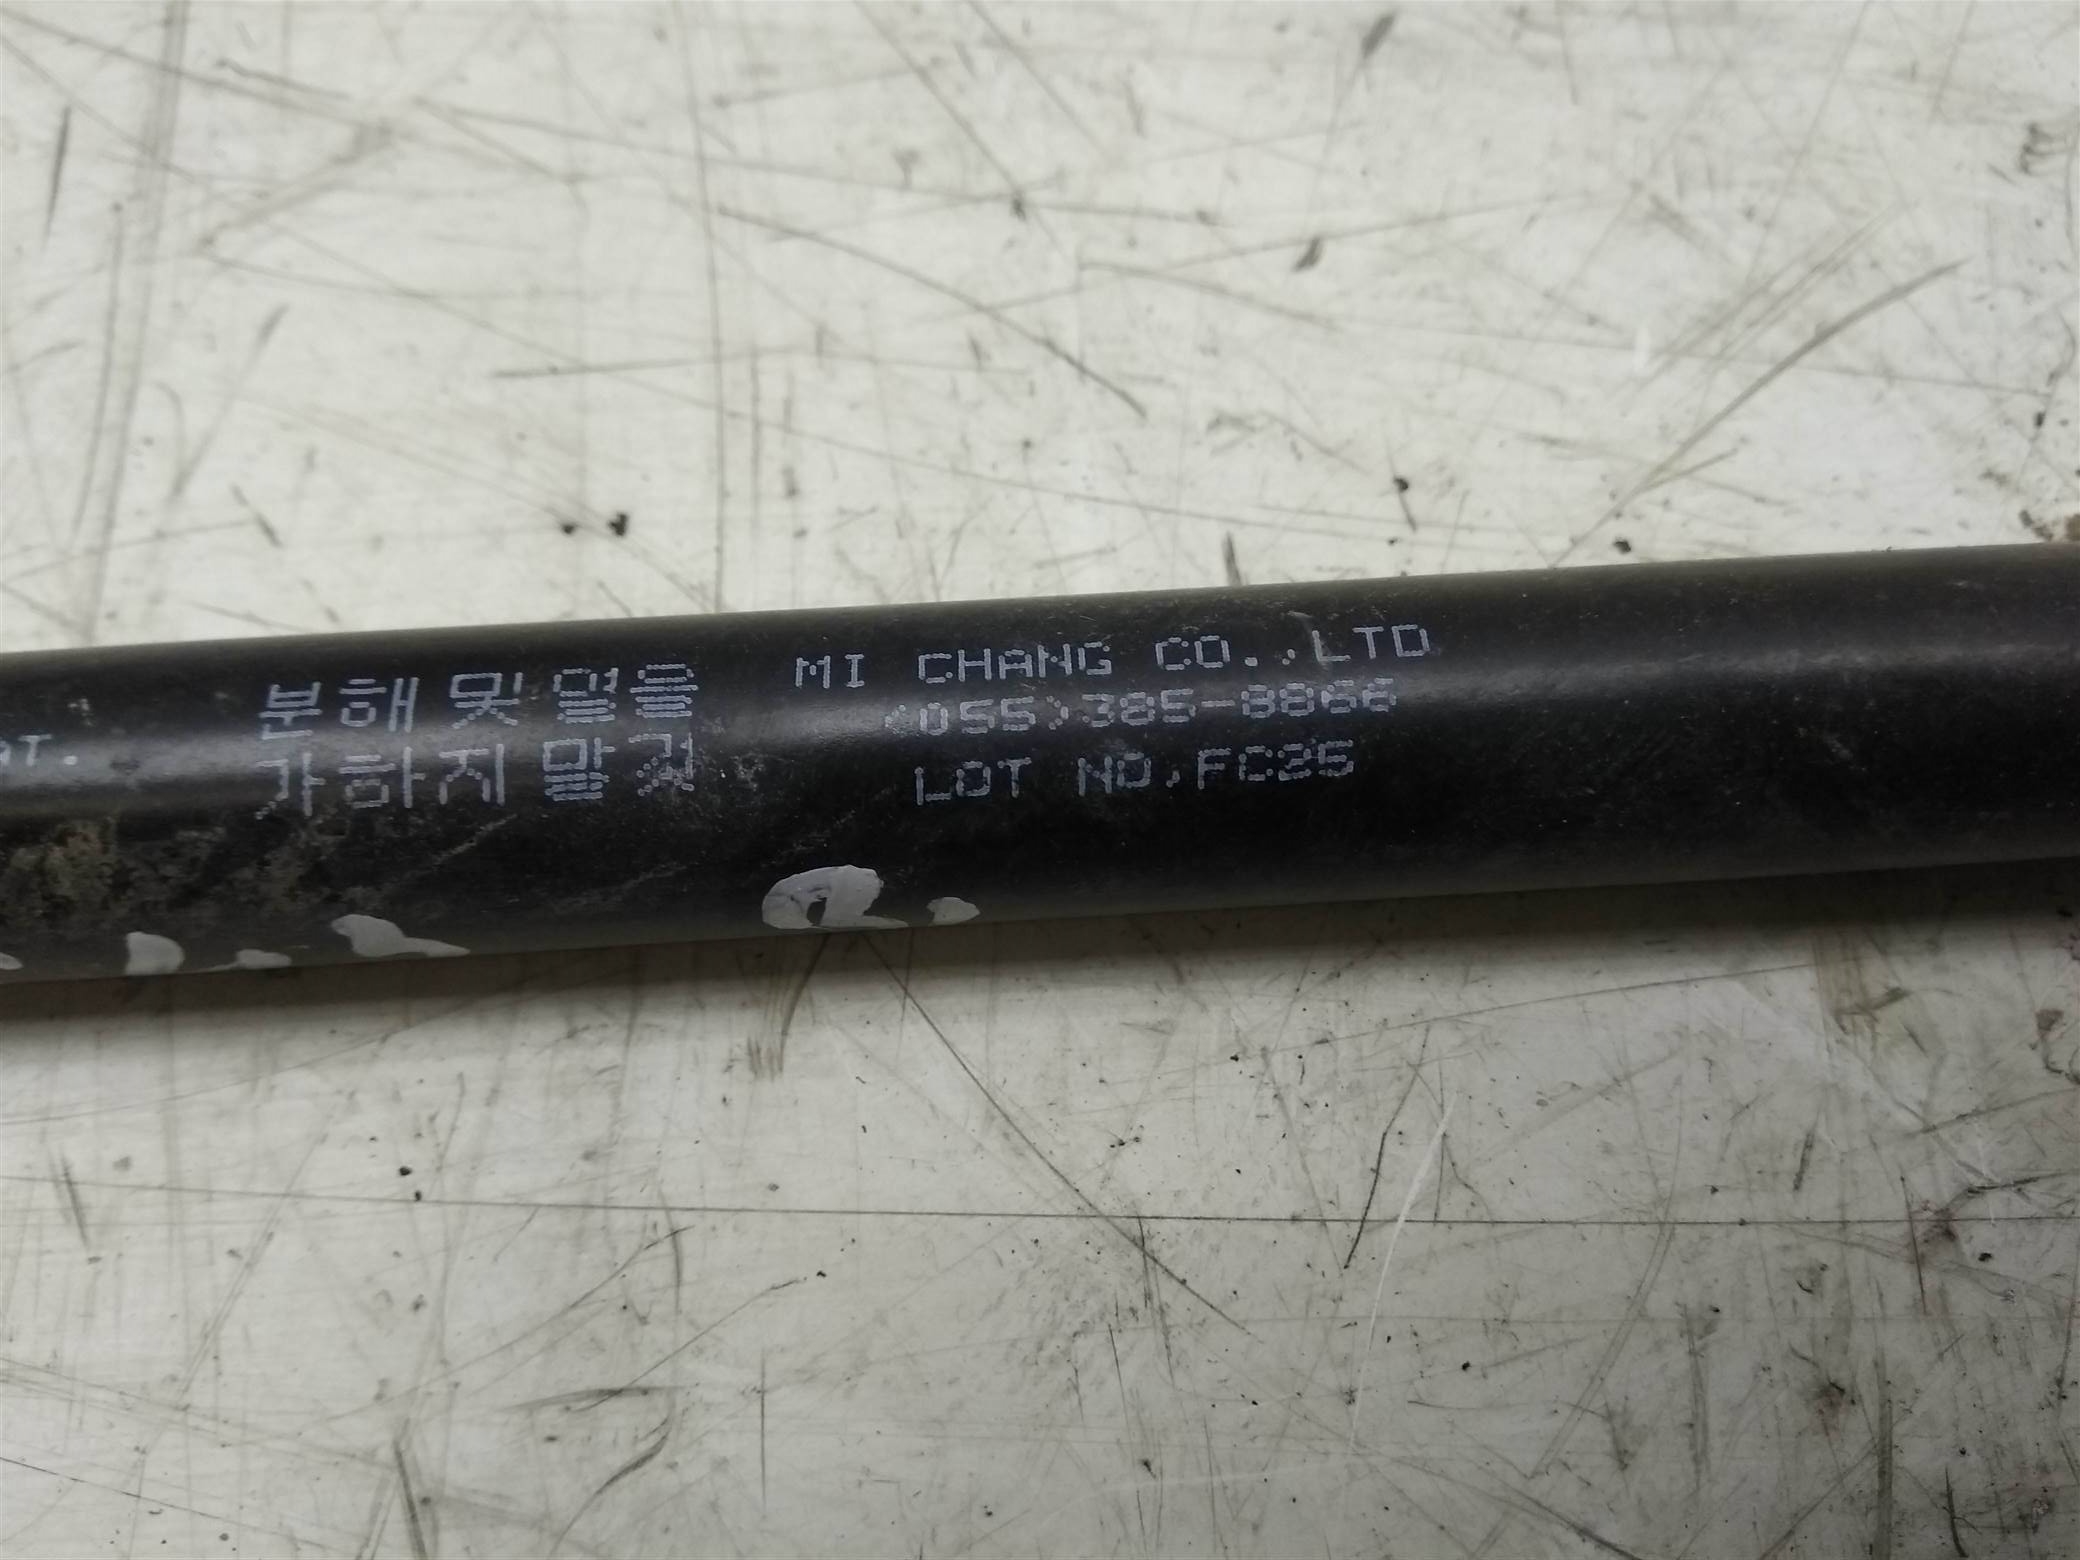 AT.
분해 및 열을
가하지 말것
MI CHANG CO.,LTD
(055)385-8866
LOT NO.FC25